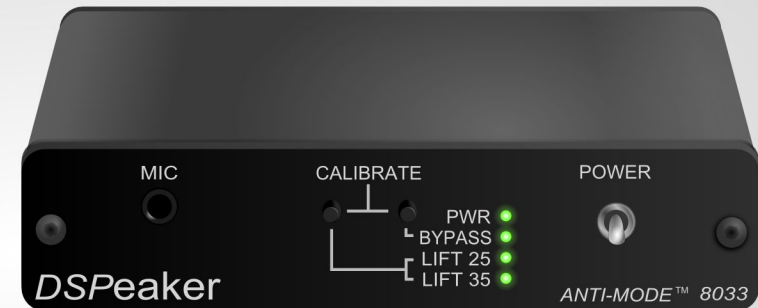 MIC
CALIBRATE
POWER
PWR
BYPASS
LIFT 25
LIFT 35
DSPeaker
ANTI-MODE™ 8033